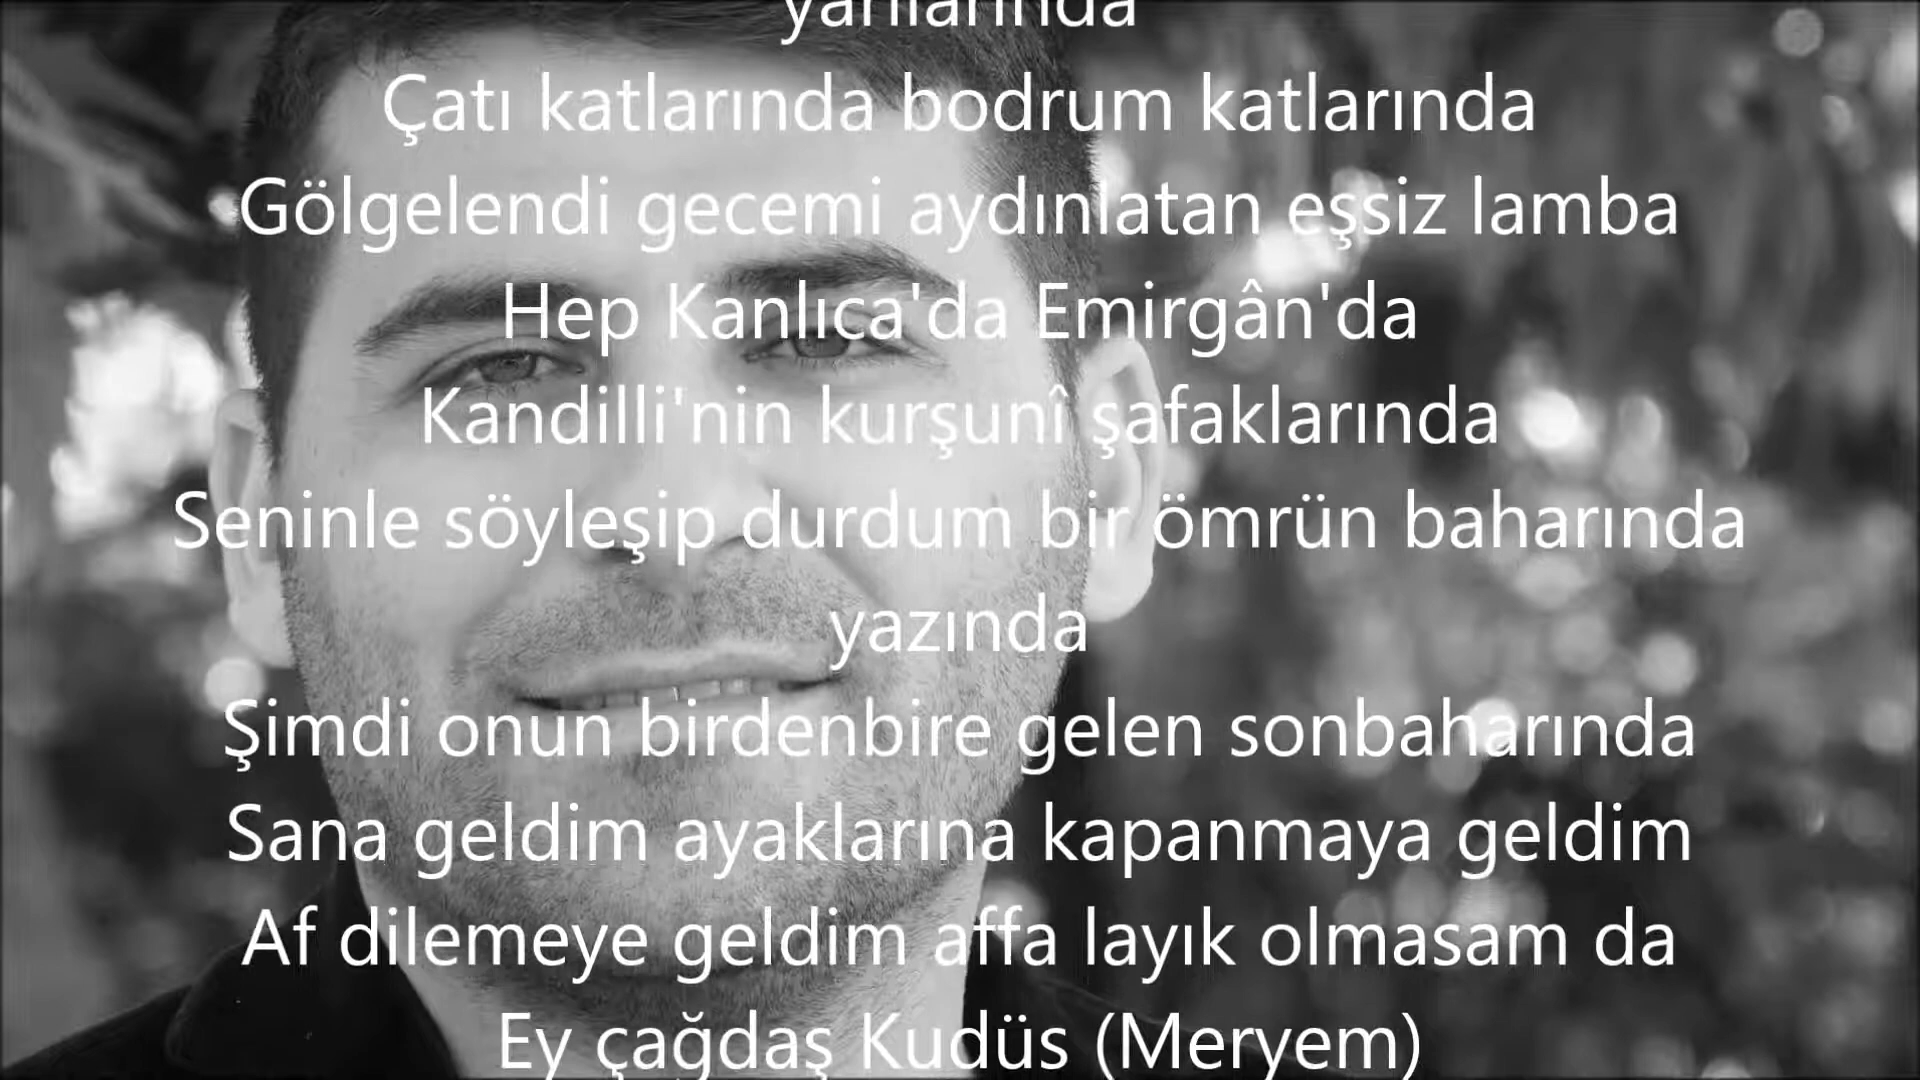 yanlarında
Çatı katlarında bodrum katlarında
Gölgelendi gecemi aydınlatan eşsiz lamba
Hep Kanlıca'da Emirgân'da
Kandilli'nin kurşunî şafaklarında
Seninle söyleşip durdum bir ömrün baharında
yazında
Şimdi onun birdenbire gelen sonbaharında
Sana geldim ayaklarına kapanmaya geldim
Af dilemeye geldim affa layık olmasam da
Ey çağdaş Kudüs (Meryem)